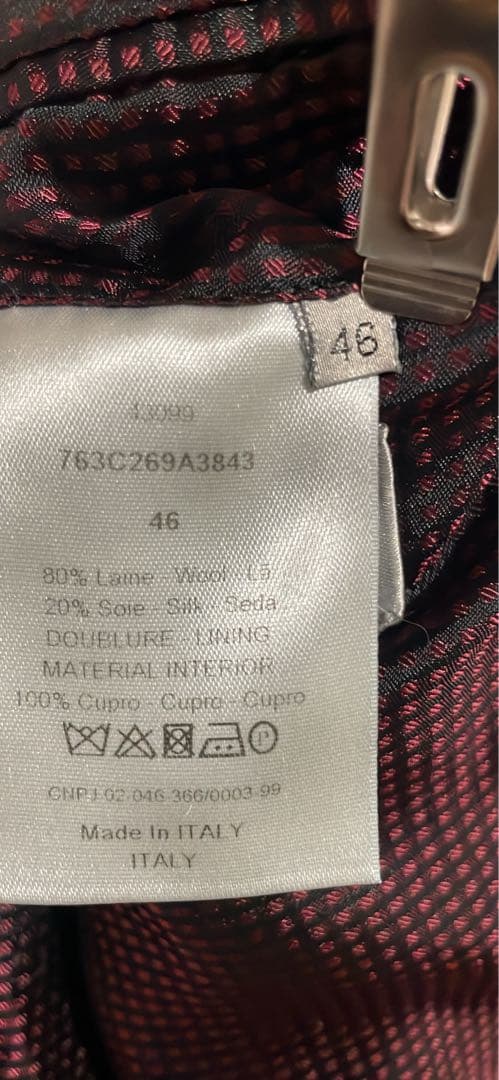 46
13099
763C269A3843
46
80% Laine - Wool - Lã
20% Soie - Silk - Seda
DOUBLURE - LINING
MATERIAL INTERIOR
100% Cupro - Cupro - Cupro
CNPJ 02.046.366/0003-99
Made In ITALY
ITALY